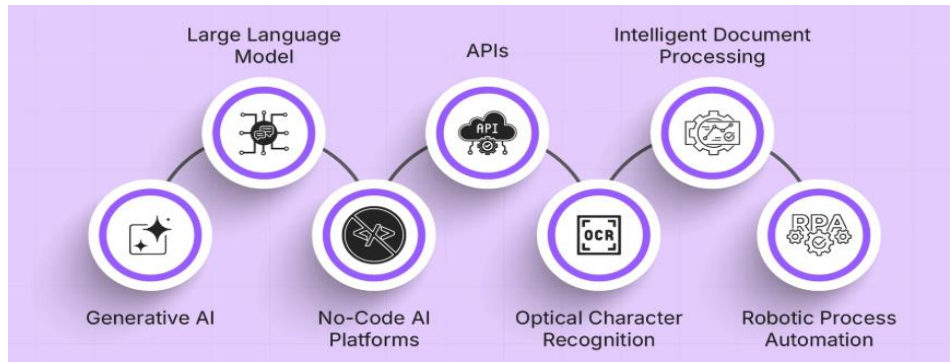 Large Language
Model
APIs
Intelligent Document
Processing
API
OCR
RPA
Generative AI
No-Code AI
Platforms
Optical Character
Recognition
Robotic Process
Automation